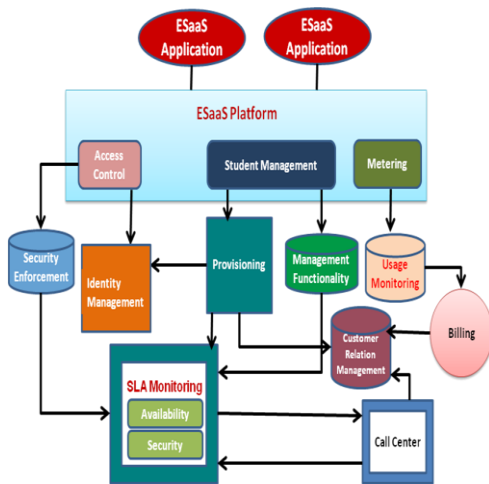 ESaaS
Application
ESaaS
Application
ESaaS Platform
Access
Control
Student Management
Metering
Security
Enforcement
Identity
Management
Provisioning
Management
Functionality
Usage
Monitoring
Billing
Customer
Relation
Management
SLA Monitoring
Availability
Security
Call Center